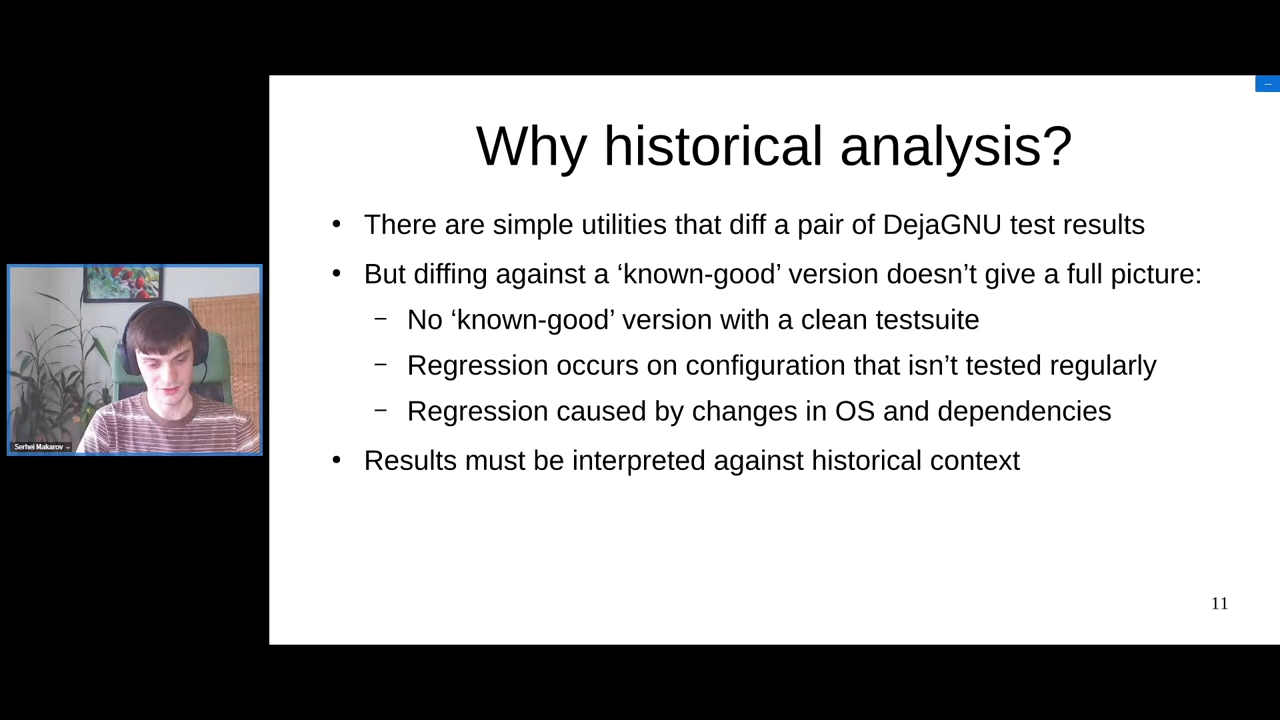 Why historical analysis?
• There are simple utilities that diff a pair of DejaGNU test results
• But diffing against a ‘known-good’ version doesn’t give a full picture:
– No ‘known-good’ version with a clean testsuite
– Regression occurs on configuration that isn’t tested regularly
– Regression caused by changes in OS and dependencies
• Results must be interpreted against historical context
Serhei Makarov
11